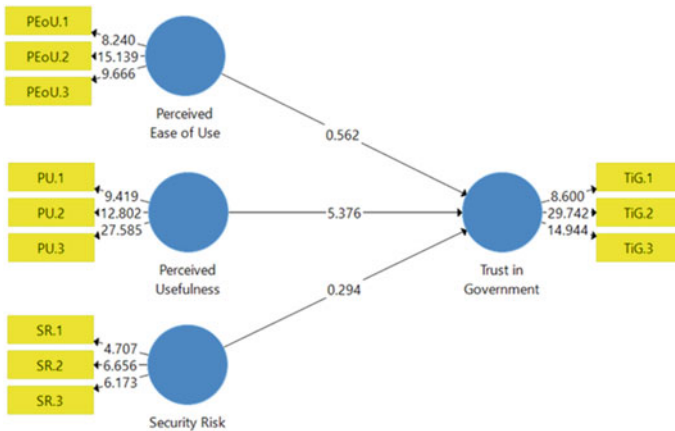 PEoU.1
8.240
PEoU.2
15.139
9.666
PEoU.3
Perceived
Ease of Use
0.562
PU.1
9.419
PU.2
12.802
27.585
PU.3
Perceived
Usefulness
5.376
TiG.1
8.600
TiG.2
29.742
14.944
TiG.3
Trust in
Government
0.294
SR.1
4.707
SR.2
6.656
6.173
SR.3
Security Risk